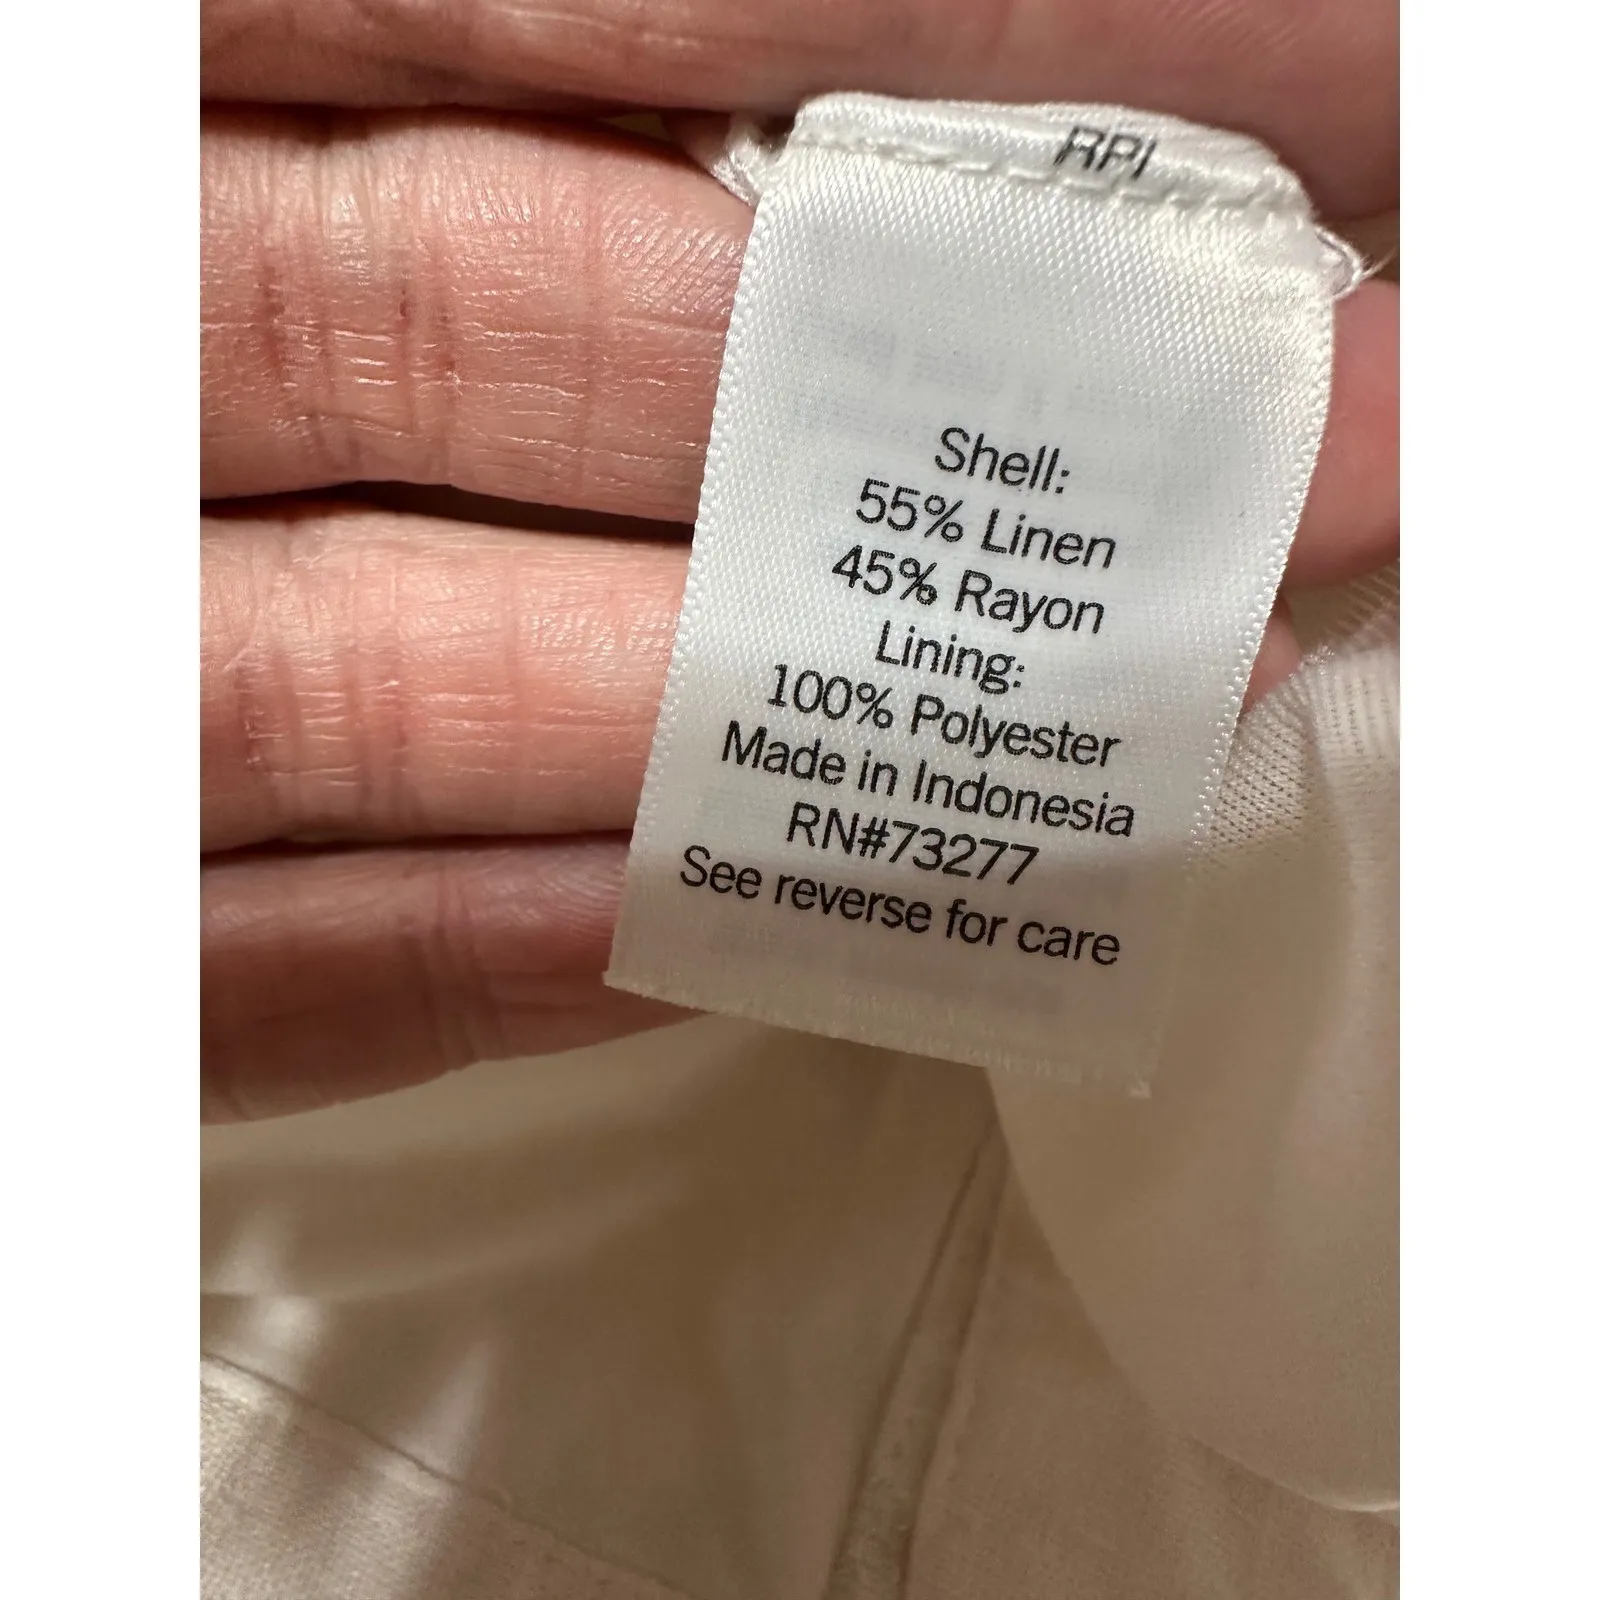 RPI
Shell:
55% Linen
45% Rayon
Lining:
100% Polyester
Made in Indonesia
RN#73277
See reverse for care